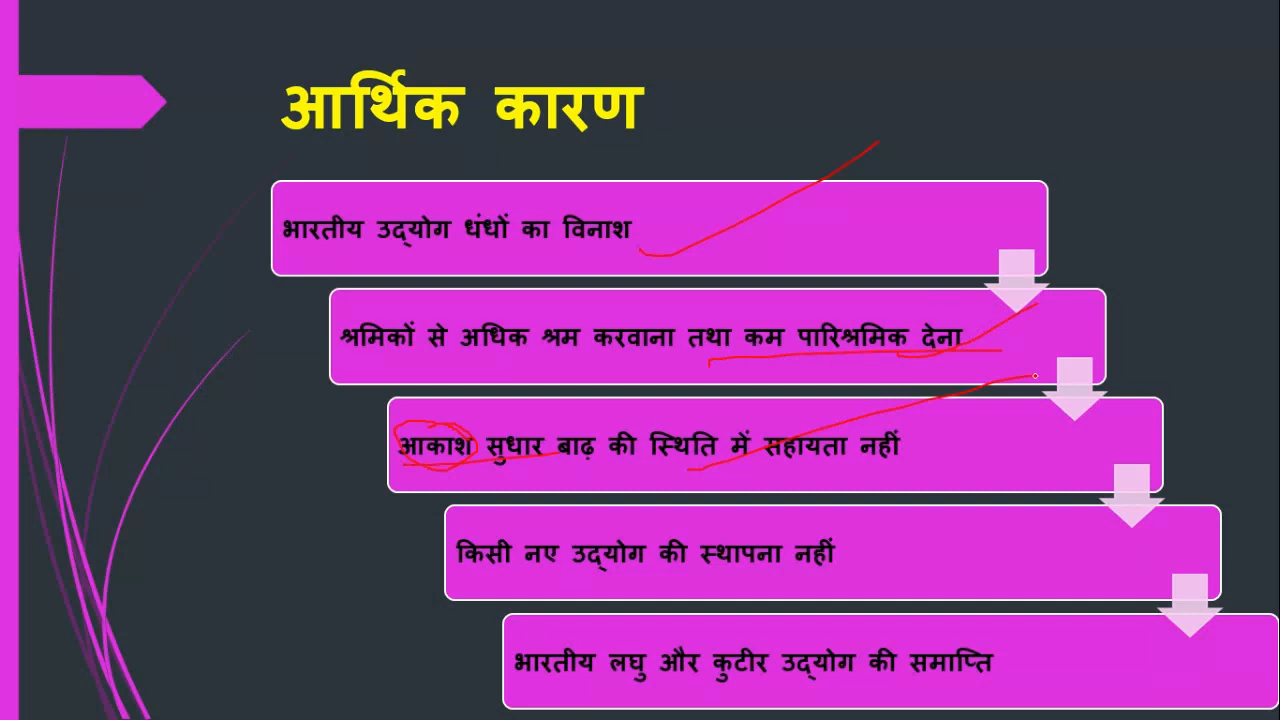 आर्थिक कारण
भारतीय उद्योग धंधों का विनाश
श्रमिकों से अधिक श्रम करवाना तथा कम पारिश्रमिक देना
आकाश सुधार बाढ़ की स्थिति में सहायता नहीं
किसी नए उद्योग की स्थापना नहीं
भारतीय लघु और कुटीर उद्योग की समाप्ति